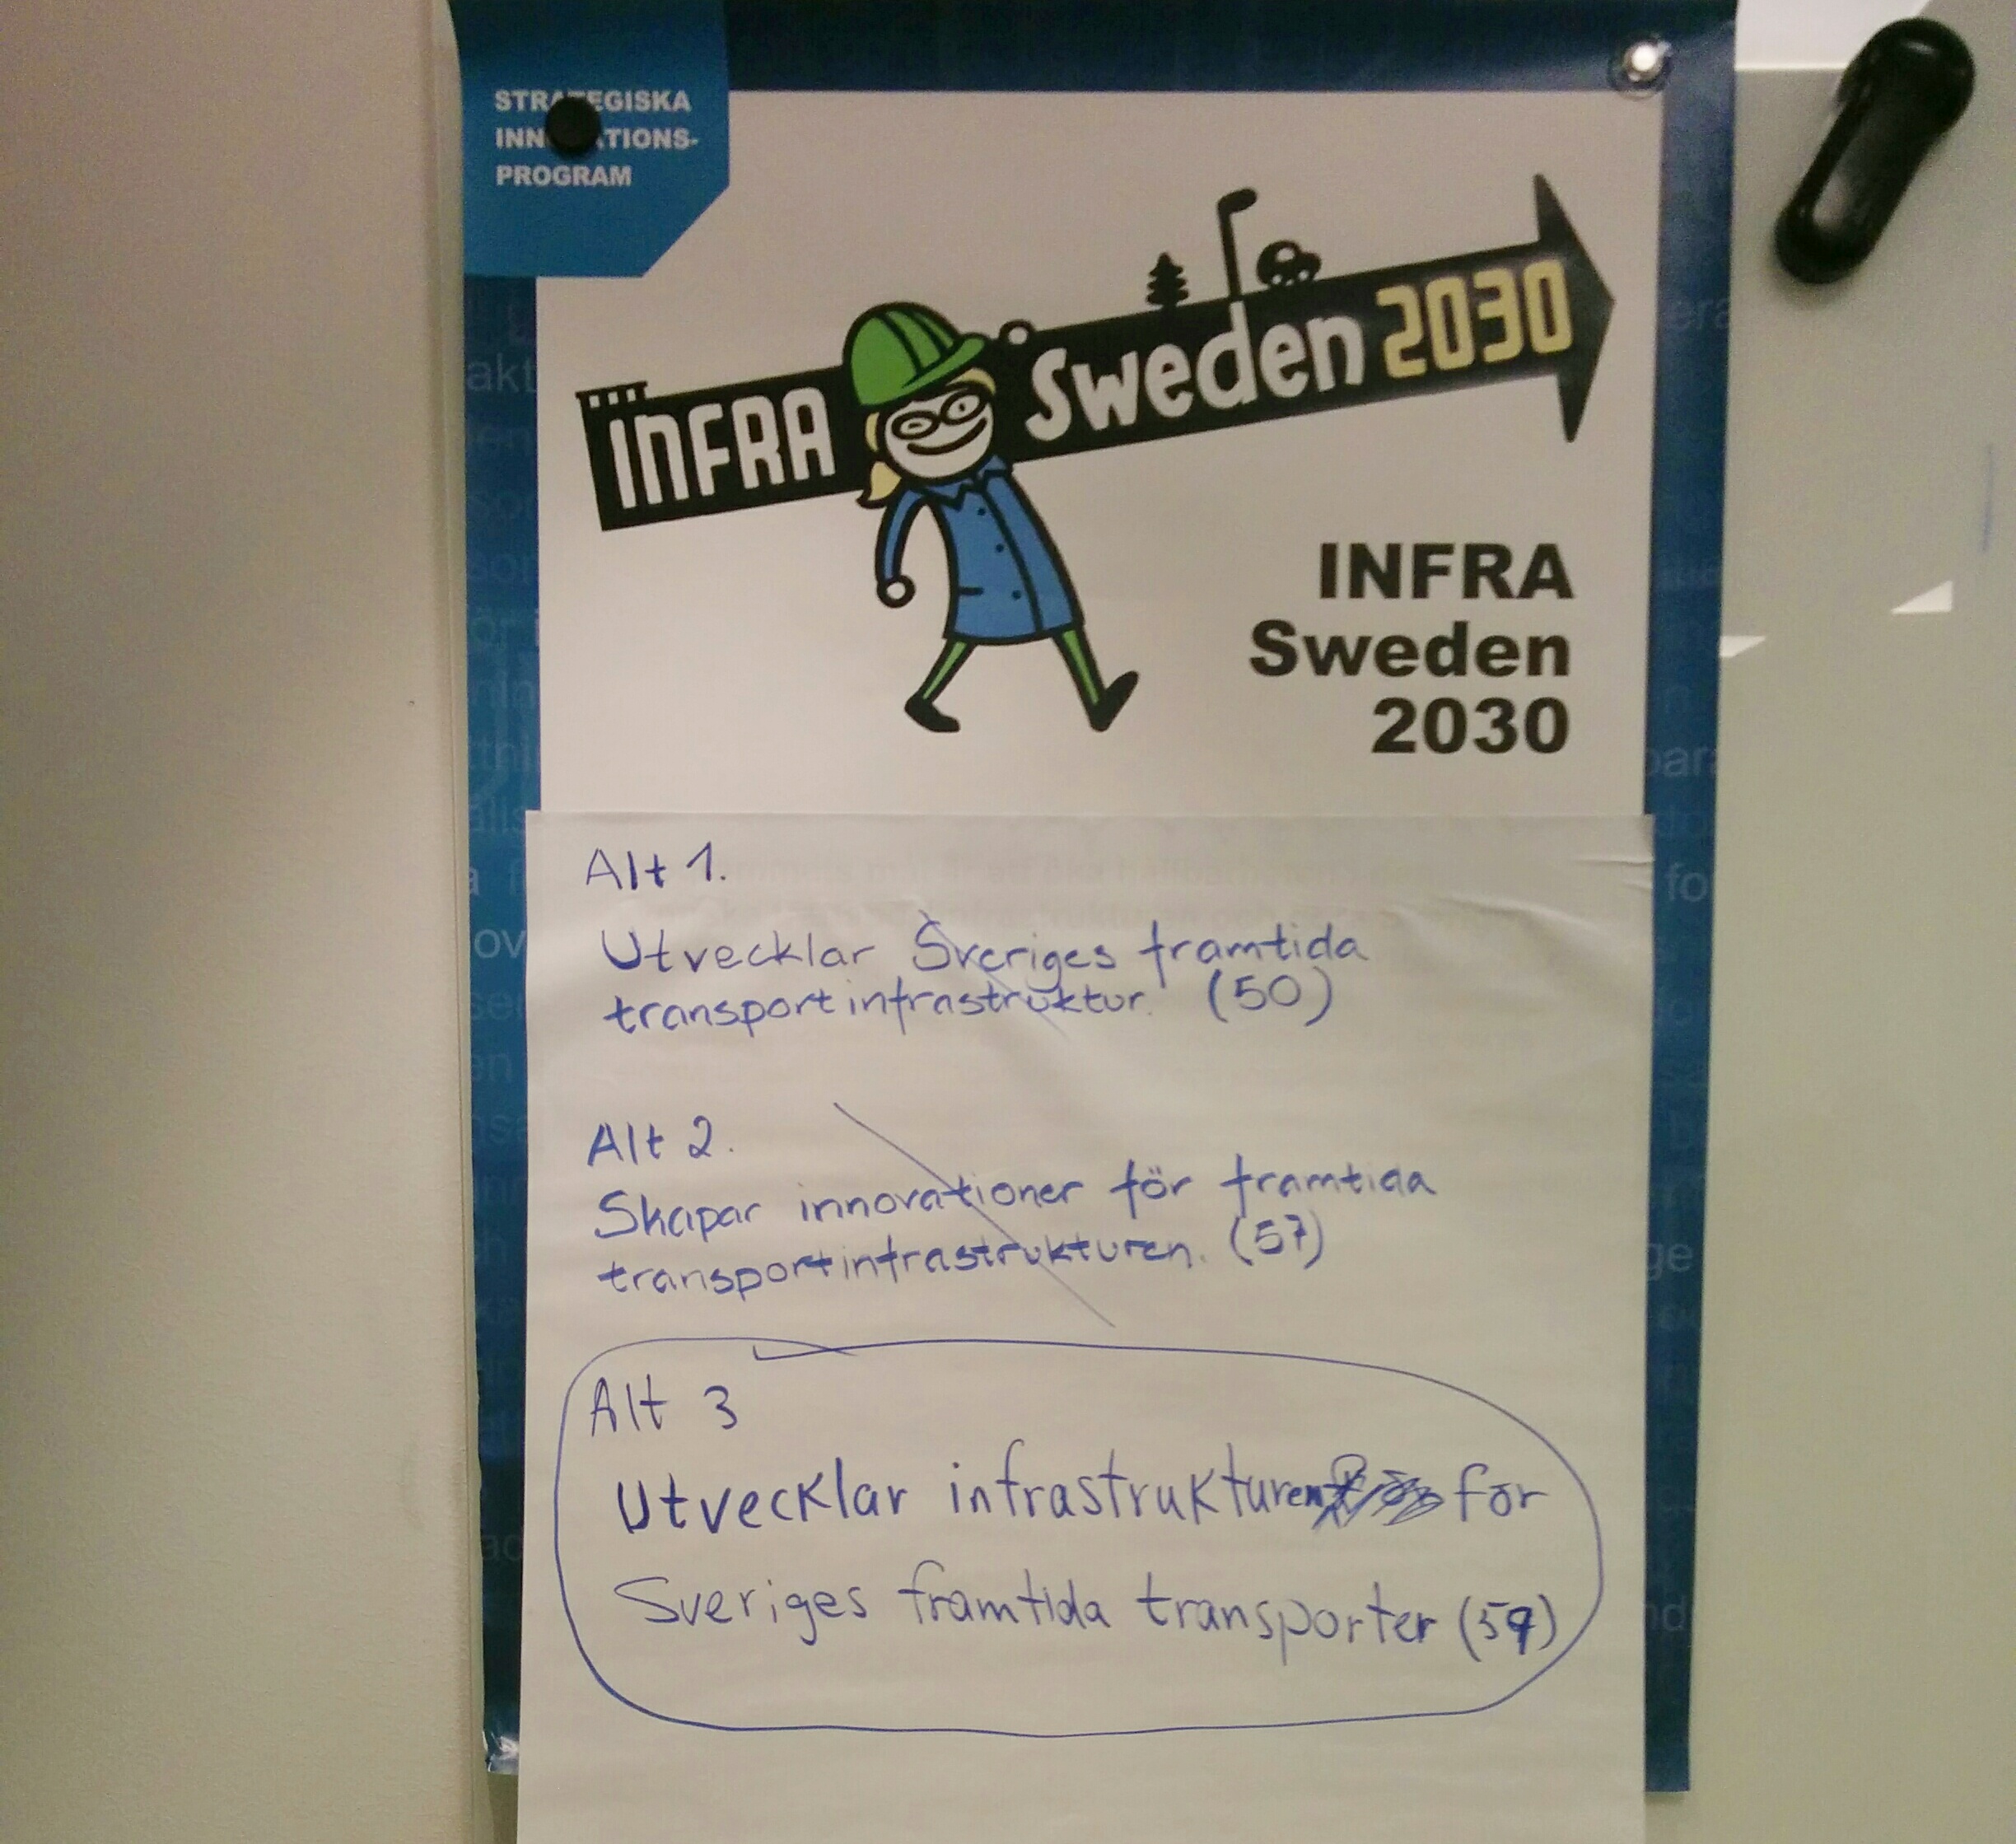 STRATEGISKA
INNOVATIONS-
PROGRAM
INFRA Sweden 2030
INFRA
Sweden
2030
Alt 1.
Utvecklar Sveriges framtida
transportinfrastruktur. (50)
Alt 2.
Skapar innovationer för framtida
transportinfrastrukturen. (57)
Alt 3
Utvecklar infrastrukturen för
Sveriges framtida transporter (59)